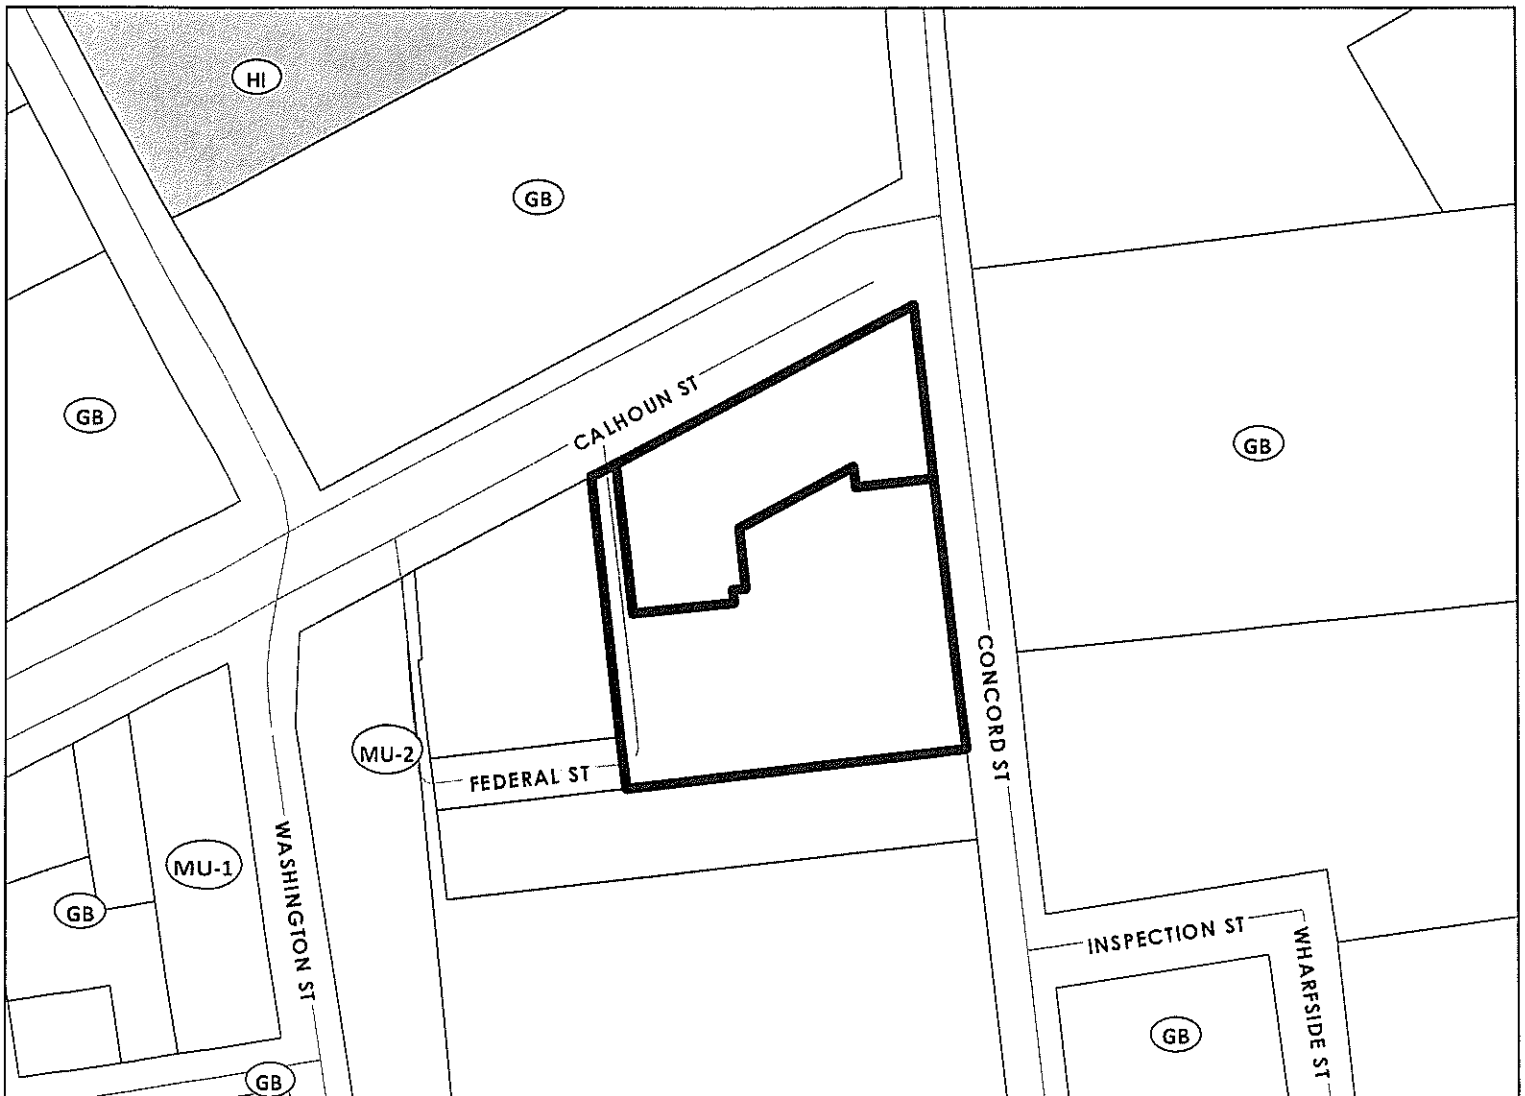 HI
GB
GB
CALHOUN ST
GB
CONCORD ST
MU-2
FEDERAL ST
WASHINGTON ST
MU-1
GB
INSPECTION ST
WHARFSIDE ST
GB
GB